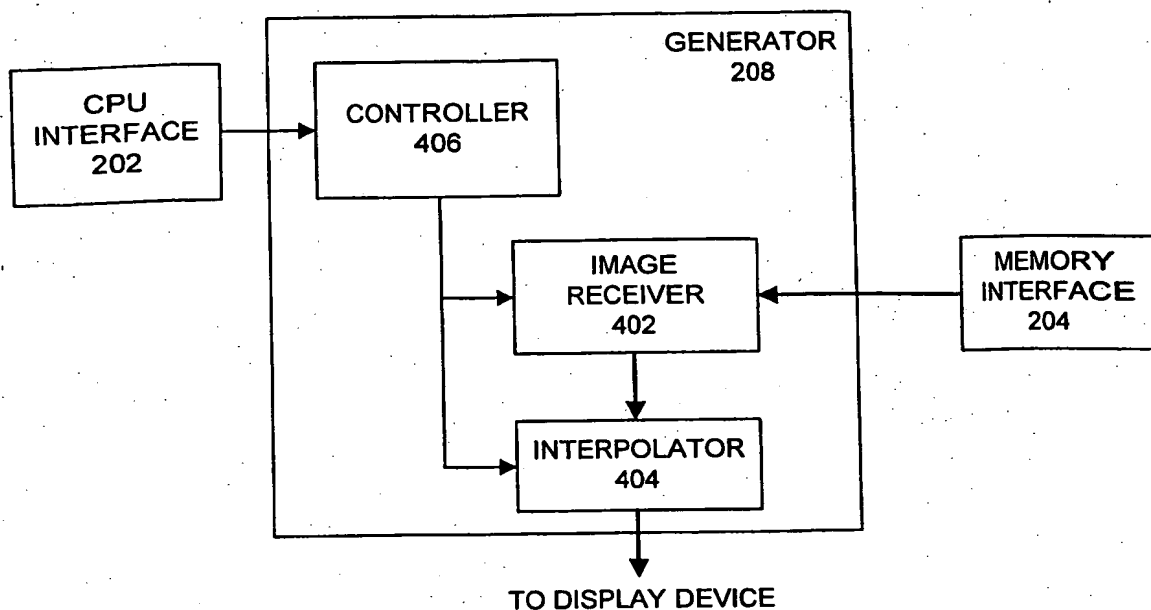 GENERATOR
208
CPU
INTERFACE
202
CONTROLLER
406
IMAGE
RECEIVER
402
MEMORY
INTERFACE
204
INTERPOLATOR
404
TO DISPLAY DEVICE